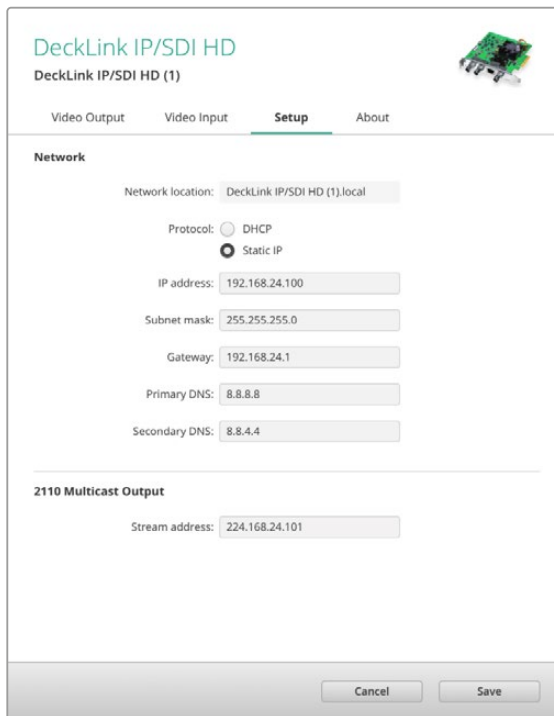 DeckLink IP/SDI HD
DeckLink IP/SDI HD (1)
Video Output Video Input Setup About
Network
Network location: DeckLink IP/SDI HD (1).local
Protocol: DHCP
Static IP
IP address: 192.168.24.100
Subnet mask: 255.255.255.0
Gateway: 192.168.24.1
Primary DNS: 8.8.8.8
Secondary DNS: 8.8.4.4
2110 Multicast Output
Stream address: 224.168.24.101
Cancel Save